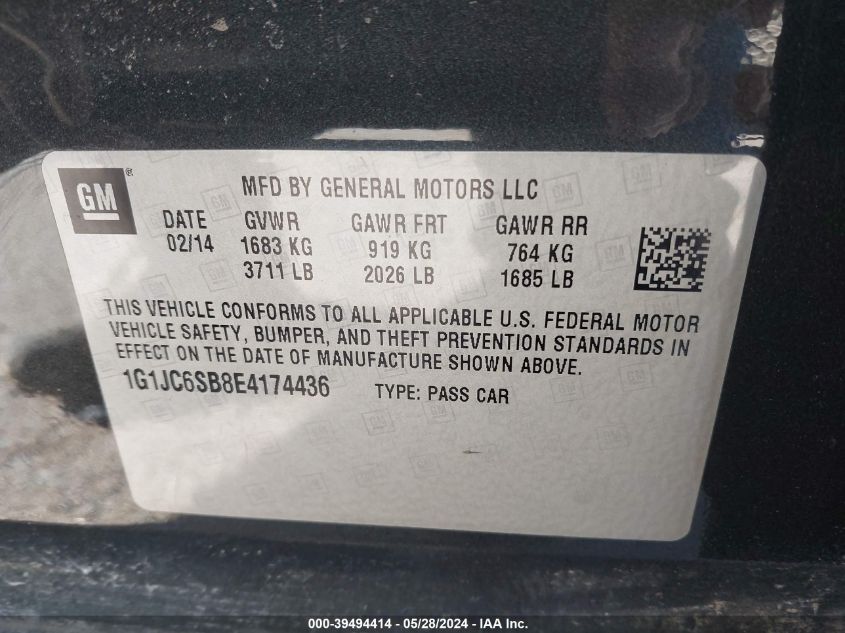 GM®
MFD BY GENERAL MOTORS LLC
DATE GVWR GAWR FRT GAWR RR
02/14 1683 KG 919 KG 764 KG
3711 LB 2026 LB 1685 LB
THIS VEHICLE CONFORMS TO ALL APPLICABLE U.S. FEDERAL MOTOR
VEHICLE SAFETY, BUMPER, AND THEFT PREVENTION STANDARDS IN
EFFECT ON THE DATE OF MANUFACTURE SHOWN ABOVE.
1G1JC6SB8E4174436 TYPE: PASS CAR
000-39494414 - 05/28/2024 - IAA Inc.